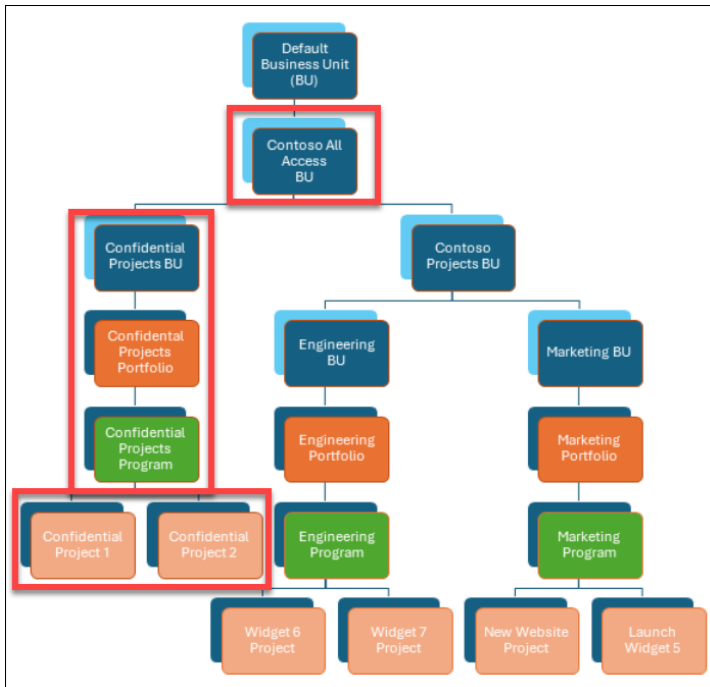 Default
Business Unit
(BU)
Contoso All
Access
BU
Confidential
Projects BU
Contoso
Projects BU
Confidental
Projects
Portfolio
Engineering
BU
Marketing BU
Confidential
Projects
Program
Engineering
Portfolio
Marketing
Portfolio
Confidential
Project 1
Confidential
Project 2
Engineering
Program
Marketing
Program
Widget 6
Project
Widget 7
Project
New Website
Project
Launch
Widget 5